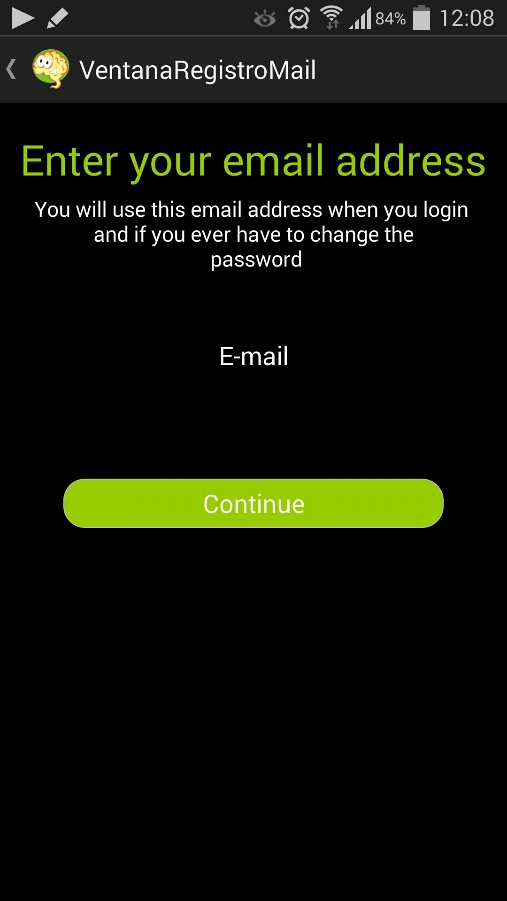 84% 12:08
VentanaRegistroMail
Enter your email address
You will use this email address when you login
and if you ever have to change the
password
E-mail
Continue